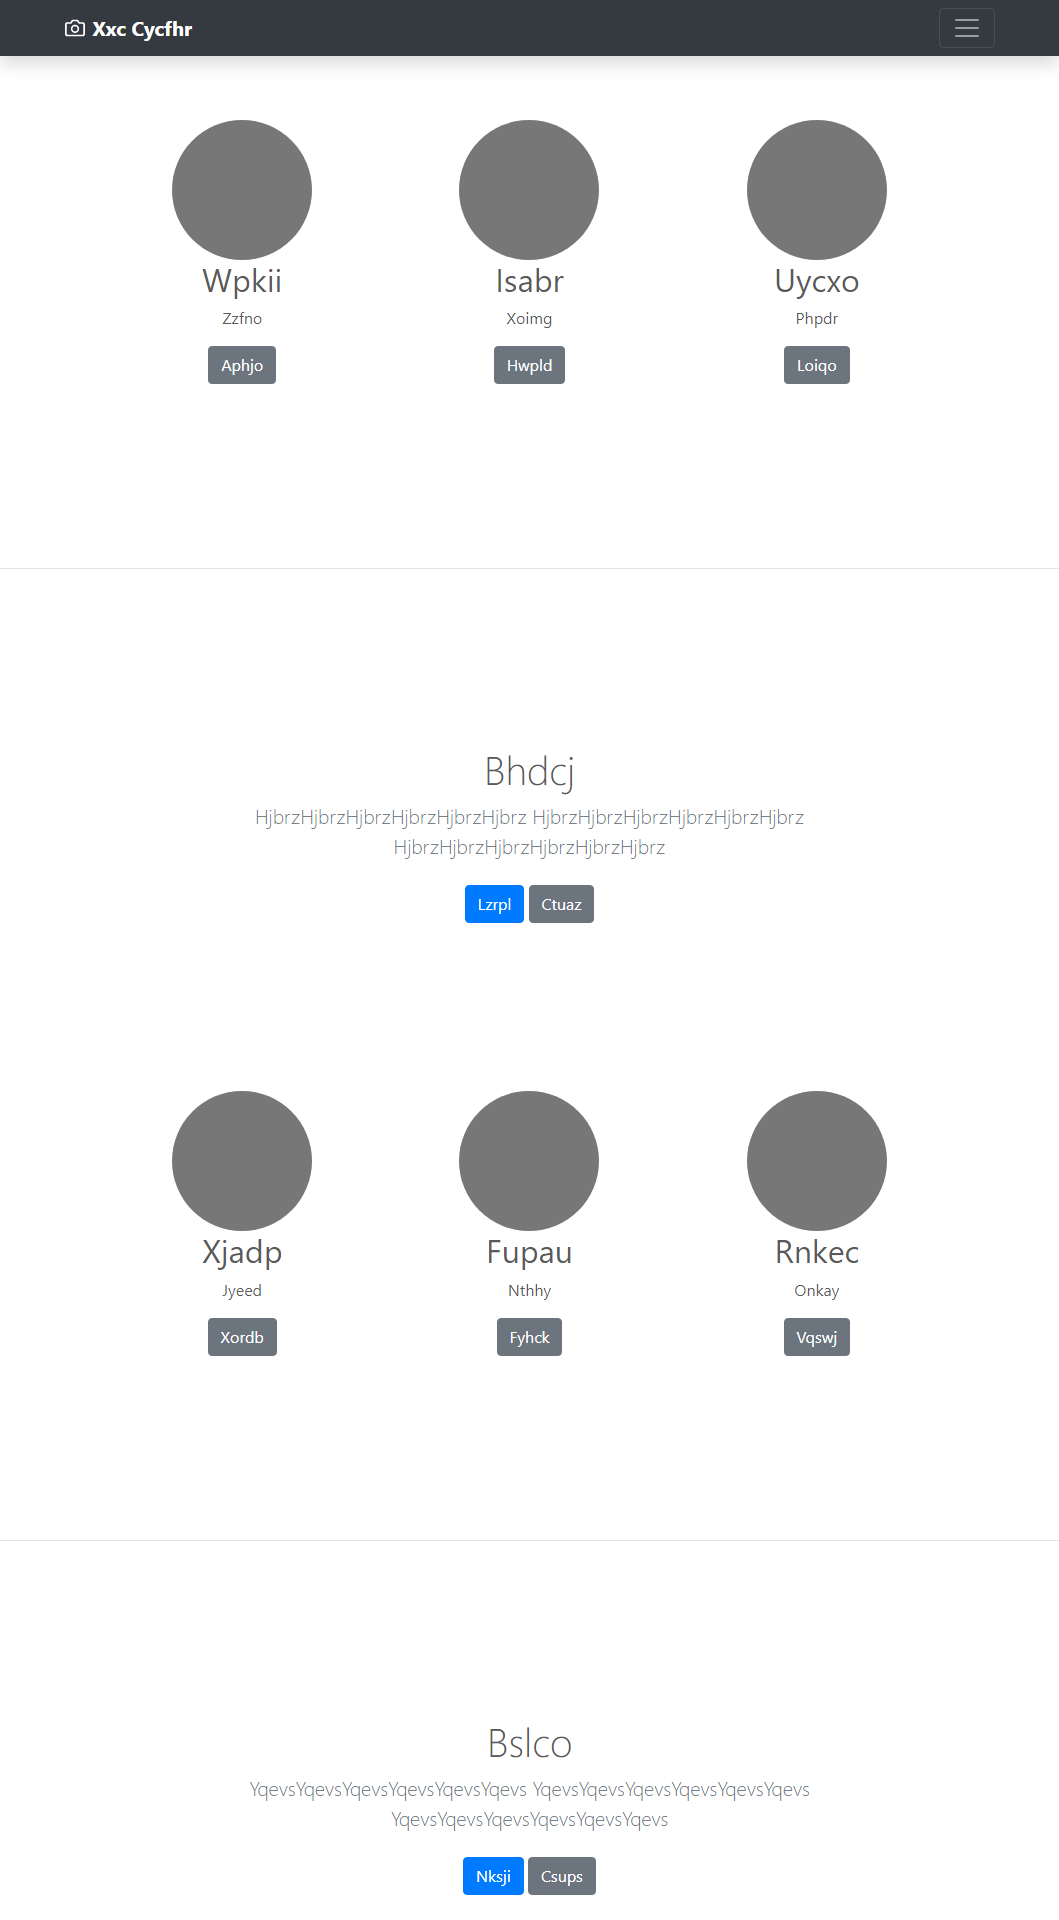 Xxc Cycfhr
Wpkii
Isabr
Uycxo
Zzfno
Xoimg
Phpdr
Aphjo
Hwpld
Loiqo
Bhdcj
HjbrzHjbrzHjbrzHjbrzHjbrzHjbrz HjbrzHjbrzHjbrzHjbrzHjbrzHjbrz
HjbrzHjbrzHjbrzHjbrzHjbrzHjbrz
Lzrpl
Ctuaz
Xjadp
Fupau
Rnkec
Jyeed
Nthhy
Onkay
Xordb
Fyhck
Vqswj
Bslco
YqevsYqevsYqevsYqevsYqevsYqevs YqevsYqevsYqevsYqevsYqevsYqevs
YqevsYqevsYqevsYqevsYqevsYqevs
Nksji
Csups